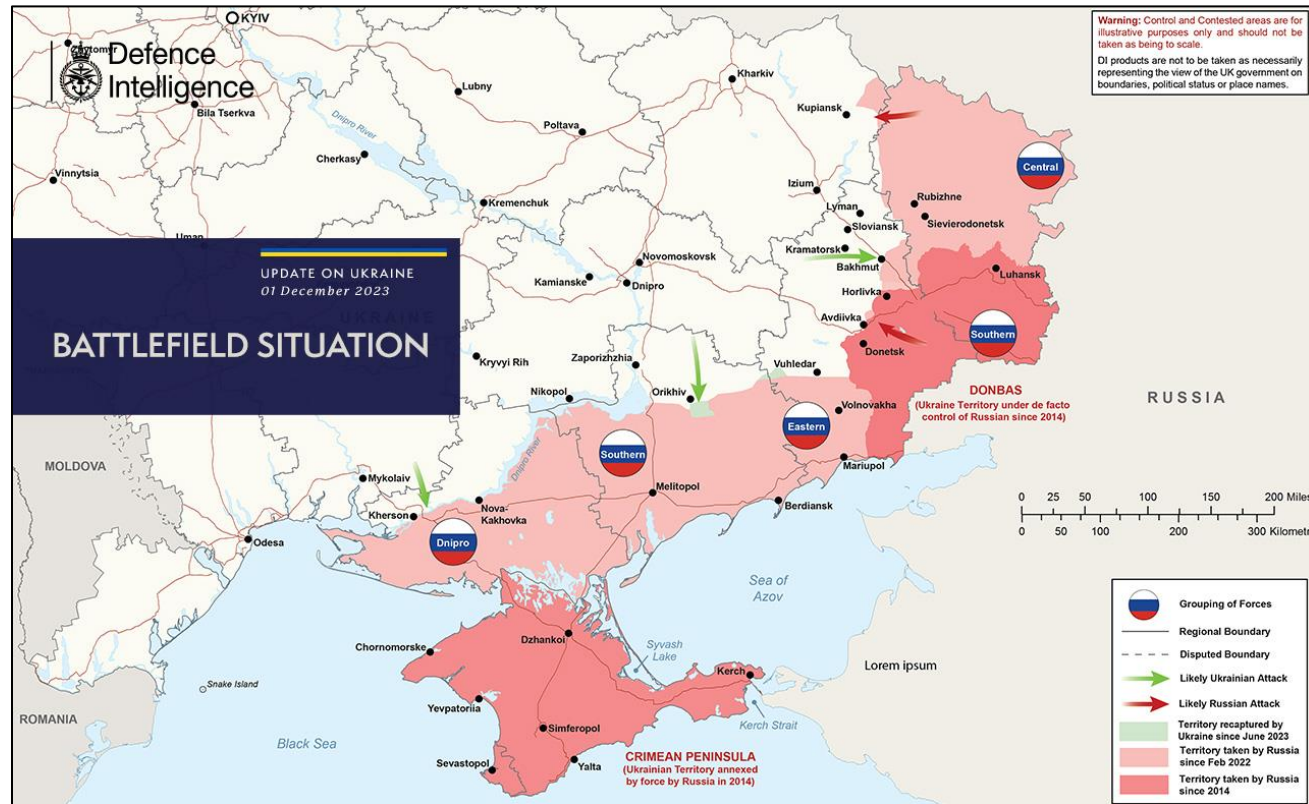 KYIV
Zhytomyr
Defence
Intelligence
Warning: Control and Contested areas are for
illustrative purposes only and should not be
taken as being to scale.
DI products are not to be taken as necessarily
representing the view of the UK government on
boundaries, political status or place names.
Bila Tserkva
Lubny
Kharkiv
Kupiansk
Dnipro River
Poltava
Cherkasy
Vinnytsia
Central
Izium
Rubizhne
Kremenchuk
Lyman
Sievierodonetsk
Sloviansk
Uman
Kramatorsk
Bakhmut
Novomoskovsk
Luhansk
Kamianske
Dnipro
Horlivka
UPDATE ON UKRAINE
01 December 2023
BATTLEFIELD SITUATION
UKRAINE
Avdiivka
Southern
Donetsk
Kryvyi Rih
Zaporizhzhia
Vuhledar
DONBAS
(Ukraine Territory under de facto
control of Russian since 2014)
RUSSIA
Nikopol
Orikhiv
Volnovakha
Eastern
Southern
Dnipro River
MOLDOVA
Mykolaiv
Mariupol
Melitopol
Kherson
Nova-
Kakhovka
Berdiansk
0 25 50 100 150 200 Miles
0 50 100 200 300 Kilometre
Odesa
Dnipro
Sea of
Azov
Grouping of Forces
Regional Boundary
Disputed Boundary
Likely Ukrainian Attack
Likely Russian Attack
Territory recaptured by
Ukraine since June 2023
Territory taken by Russia
since Feb 2022
Territory taken by Russia
since 2014
Dzhankoi
Chornomorske
Syvash
Lake
Lorem ipsum
Kerch
Snake Island
Yevpatoriia
Kerch Strait
ROMANIA
Simferopol
Black Sea
CRIMEAN PENINSULA
(Ukrainian Territory annexed
by force by Russia in 2014)
Sevastopol
Yalta